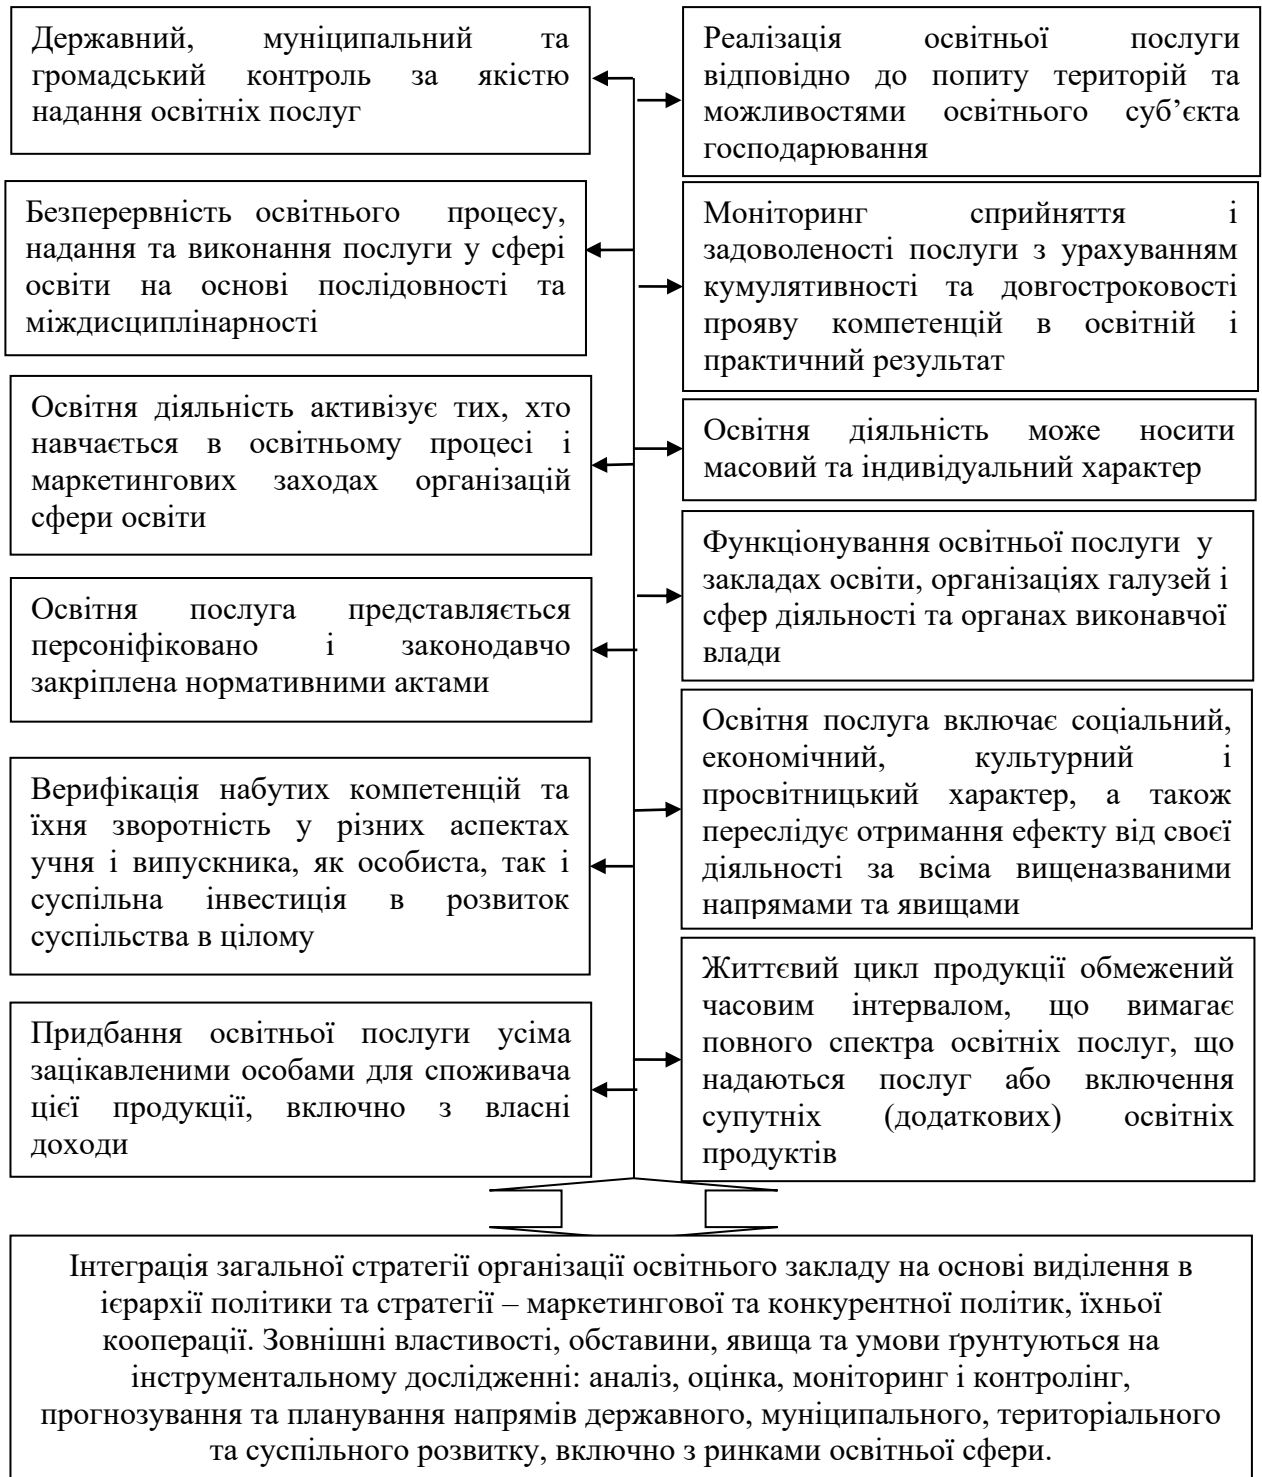 Державний, муніципальний та
громадський контроль за якістю
надання освітніх послуг
Реалізація освітньої послуги
відповідно до попиту територій та
можливостями освітнього суб’єкта
господарювання
Безперервність освітнього процесу,
надання та виконання послуги у сфері
освіти на основі послідовності та
міждисциплінарності
Моніторинг сприйняття і
задоволеності послуги з урахуванням
кумулятивності та довгостроковості
прояву компетенцій в освітній і
практичний результат
Освітня діяльність активізує тих, хто
навчається в освітньому процесі і
маркетингових заходах організацій
сфери освіти
Освітня діяльність може носити
масовий та індивідуальний характер
Функціонування освітньої послуги у
закладах освіти, організаціях галузей і
сфер діяльності та органах виконавчої
влади
Освітня послуга представляється
персоніфіковано і законодавчо
закріплена нормативними актами
Освітня послуга включає соціальний,
економічний, культурний і
просвітницький характер, а також
переслідує отримання ефекту від своєї
діяльності за всіма вищеназваними
напрямами та явищами
Верифікація набутих компетенцій та
їхня зворотність у різних аспектах
учня і випускника, як особиста, так і
суспільна інвестиція в розвиток
суспільства в цілому
Життєвий цикл продукції обмежений
часовим інтервалом, що вимагає
повного спектра освітніх послуг, що
надаються послуг або включення
супутніх (додаткових) освітніх
продуктів
Придбання освітньої послуги усіма
зацікавленими особами для споживача
цієї продукції, включно з власні
доходи
Інтеграція загальної стратегії організації освітнього закладу на основі виділення в
ієрархії політики та стратегії – маркетингової та конкурентної політик, їхньої
кооперації. Зовнішні властивості, обставини, явища та умови ґрунтуються на
інструментальному дослідженні: аналіз, оцінка, моніторинг і контролінг,
прогнозування та планування напрямів державного, муніципального, територіального
та суспільного розвитку, включно з ринками освітньої сфери.